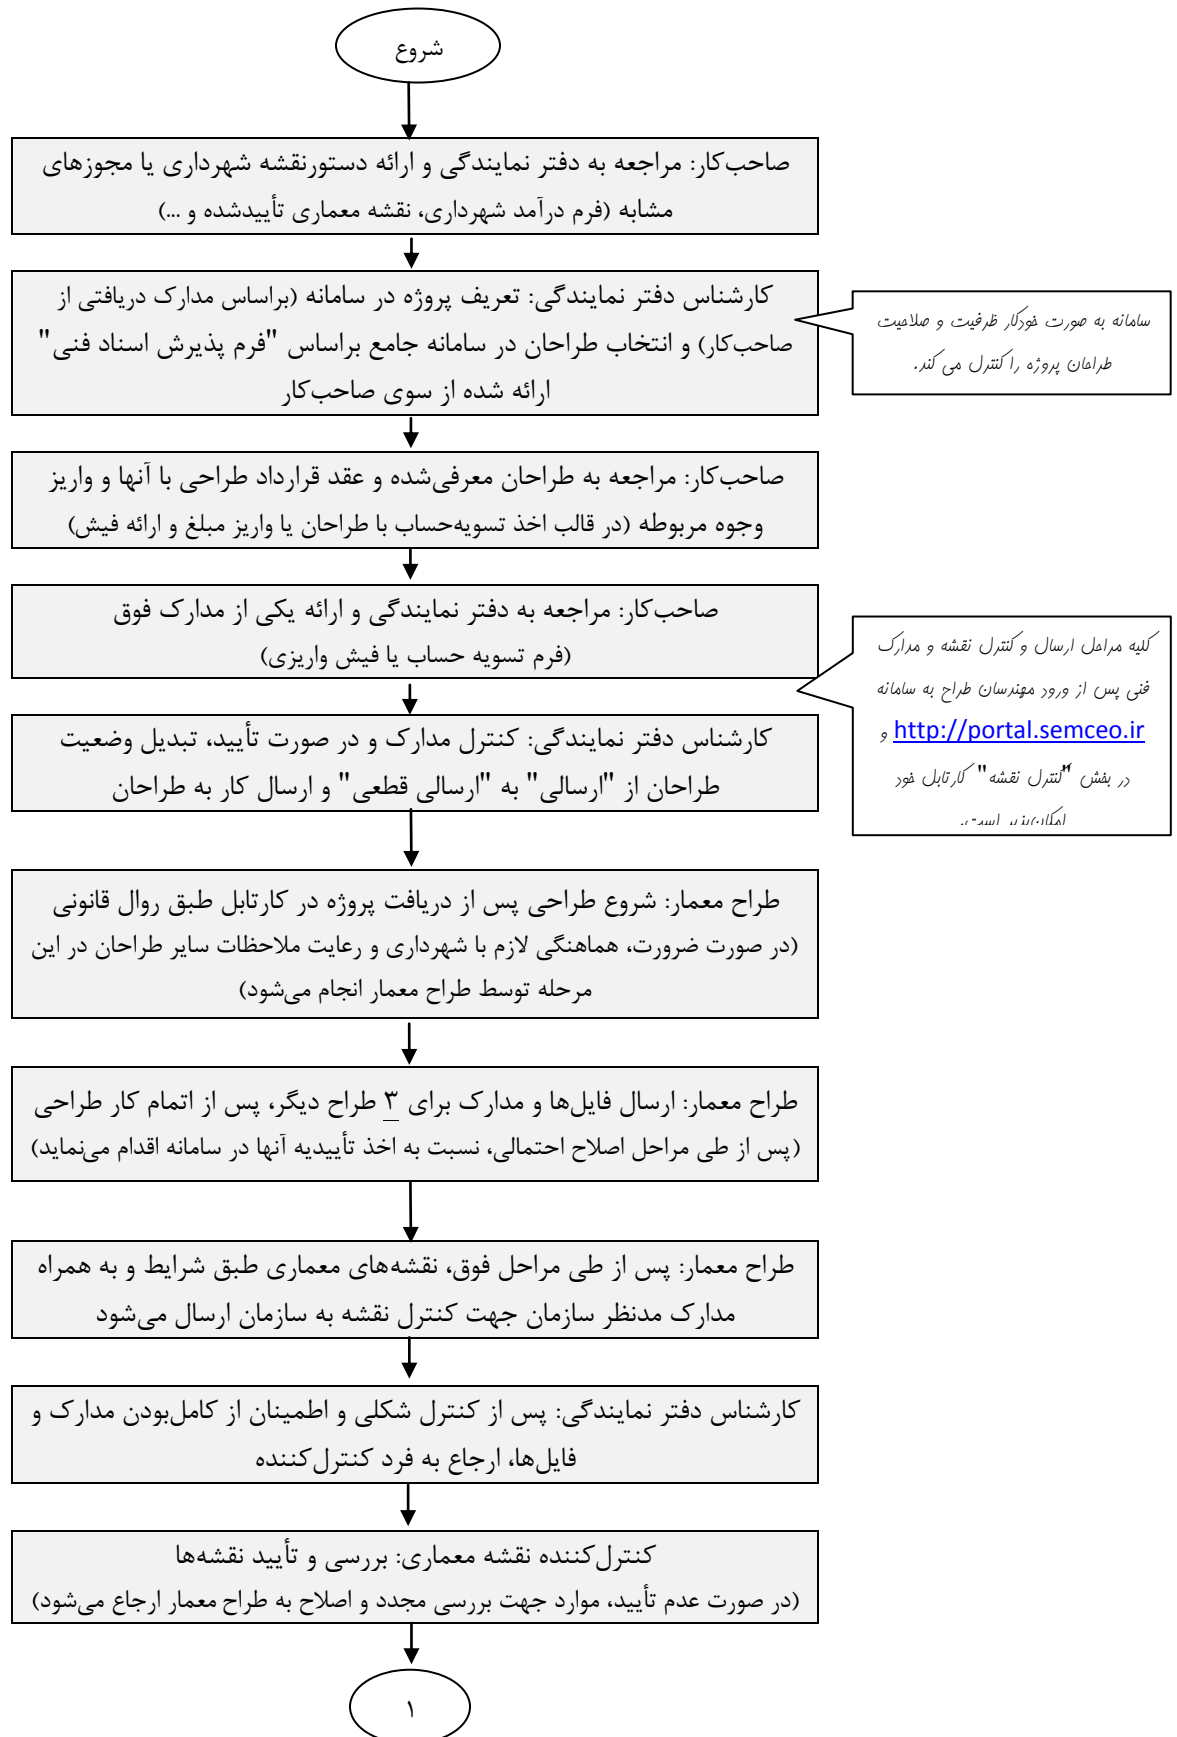 شروع
صاحب‌کار: مراجعه به دفتر نمایندگی و ارائه دستورنقشه شهرداری یا مجوزهای
مشابه (فرم درآمد شهرداری، نقشه معماری تأییدشده و ...)
کارشناس دفتر نمایندگی: تعریف پروژه در سامانه (براساس مدارک دریافتی از
صاحب‌کار) و انتخاب طراحان در سامانه جامع براساس "فرم پذیرش اسناد فنی"
ارائه شده از سوی صاحب‌کار
سامانه به صورت خودکار ظرفیت و صلاحیت
طراحان پروژه را کنترل می کند.
صاحب‌کار: مراجعه به طراحان معرفی‌شده و عقد قرارداد طراحی با آنها و واریز
وجوه مربوطه (در قالب اخذ تسویه‌حساب با طراحان یا واریز مبلغ و ارائه فیش)
صاحب‌کار: مراجعه به دفتر نمایندگی و ارائه یکی از مدارک فوق
(فرم تسویه حساب یا فیش واریزی)
کلیه مراحل ارسال و کنترل نقشه و مدارک
فنی پس از ورود مهندسان طراح به سامانه
http://portal.semceo.ir و
در بخش "کنترل نقشه" کارتابل خود
امکان‌پذیر است.
کارشناس دفتر نمایندگی: کنترل مدارک و در صورت تأیید، تبدیل وضعیت
طراحان از "ارسالی" به "ارسالی قطعی" و ارسال کار به طراحان
طراح معمار: شروع طراحی پس از دریافت پروژه در کارتابل طبق روال قانونی
(در صورت ضرورت، هماهنگی لازم با شهرداری و رعایت ملاحظات سایر طراحان در این
مرحله توسط طراح معمار انجام می‌شود)
طراح معمار: ارسال فایل‌ها و مدارک برای ۳ طراح دیگر، پس از اتمام کار طراحی
(پس از طی مراحل اصلاح احتمالی، نسبت به اخذ تأییدیه آنها در سامانه اقدام می‌نماید)
طراح معمار: پس از طی مراحل فوق، نقشه‌های معماری طبق شرایط و به همراه
مدارک مدنظر سازمان جهت کنترل نقشه به سازمان ارسال می‌شود
کارشناس دفتر نمایندگی: پس از کنترل شکلی و اطمینان از کامل‌بودن مدارک و
فایل‌ها، ارجاع به فرد کنترل‌کننده
کنترل‌کننده نقشه معماری: بررسی و تأیید نقشه‌ها
(در صورت عدم تأیید، موارد جهت بررسی مجدد و اصلاح به طراح معمار ارجاع می‌شود)
۱